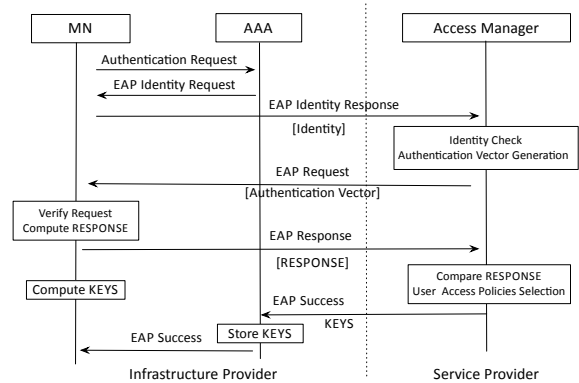 MN
AAA
Access Manager
Authentication Request
EAP Identity Request
EAP Identity Response
[Identity]
Identity Check
Authentication Vector Generation
EAP Request
[Authentication Vector]
Verify Request
Compute RESPONSE
EAP Response
[RESPONSE]
Compare RESPONSE
User Access Policies Selection
Compute KEYS
EAP Success
KEYS
Store KEYS
EAP Success
Infrastructure Provider
Service Provider